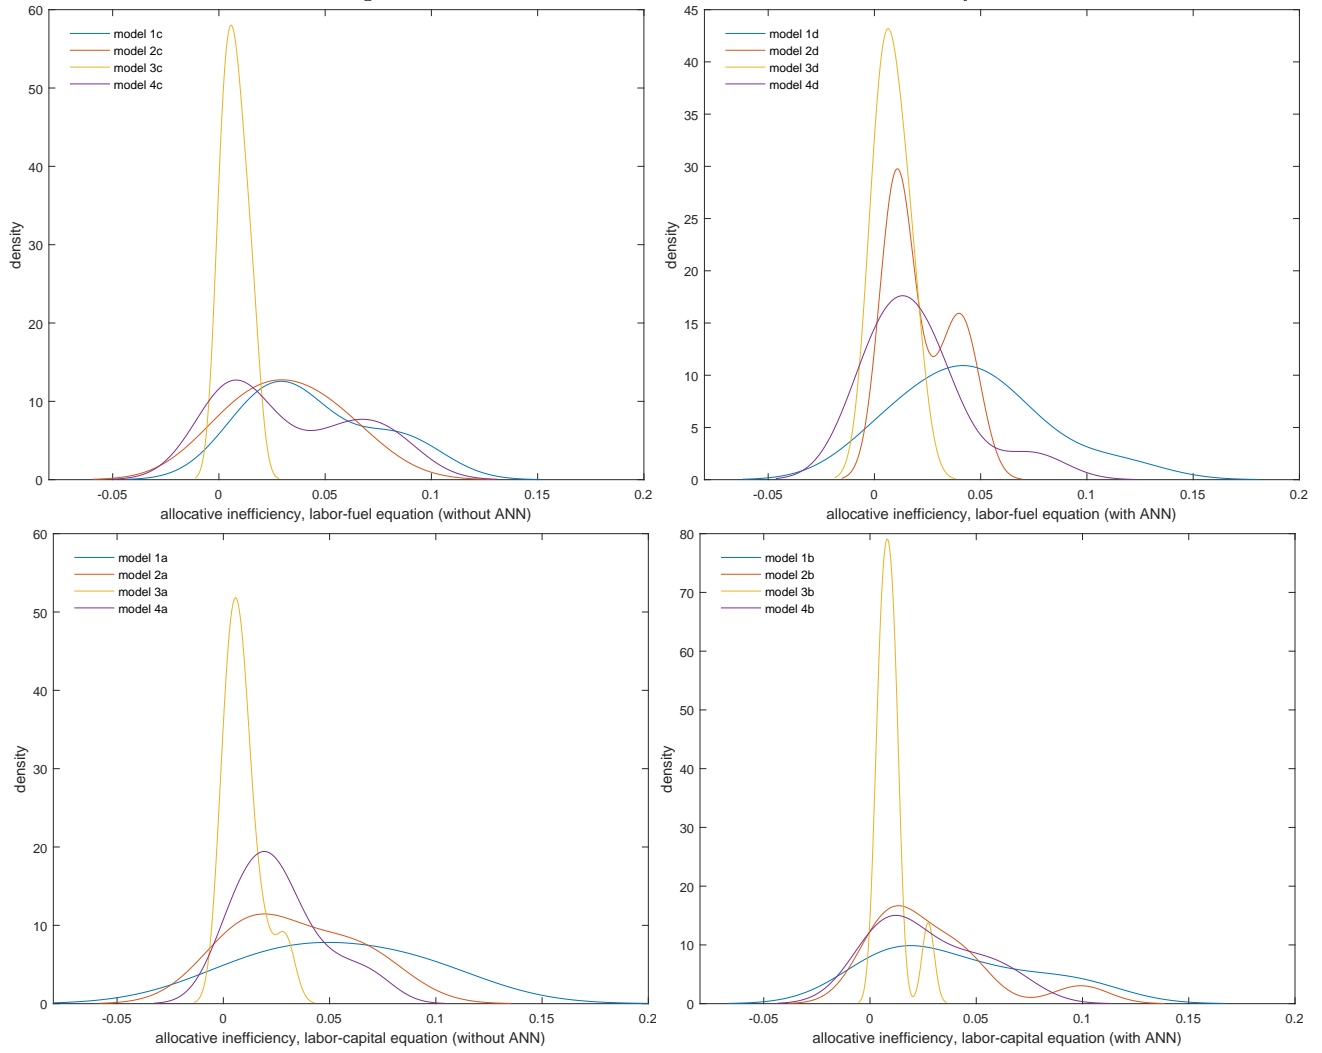 60
50
40
30
20
10
0
density
model 1c
model 2c
model 3c
model 4c
-0.05
0
0.05
0.1
0.15
0.2
allocative inefficiency, labor-fuel equation (without ANN)
45
40
35
30
25
20
15
10
5
0
density
model 1d
model 2d
model 3d
model 4d
-0.05
0
0.05
0.1
0.15
0.2
allocative inefficiency, labor-fuel equation (with ANN)
60
50
40
30
20
10
0
density
model 1a
model 2a
model 3a
model 4a
-0.05
0
0.05
0.1
0.15
0.2
allocative inefficiency, labor-capital equation (without ANN)
80
70
60
50
40
30
20
10
0
density
model 1b
model 2b
model 3b
model 4b
-0.05
0
0.05
0.1
0.15
0.2
allocative inefficiency, labor-capital equation (with ANN)